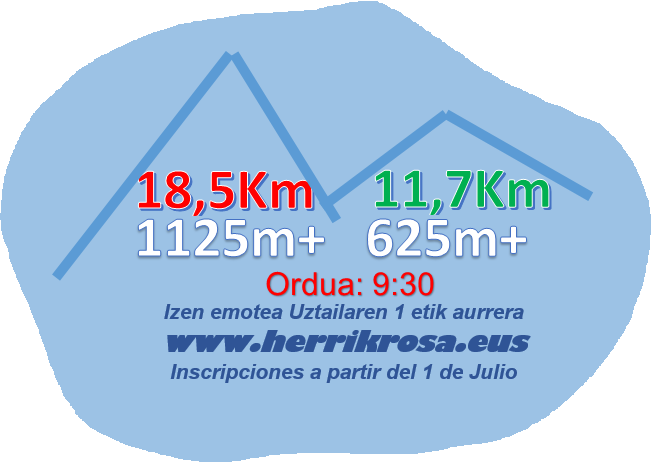 18,5Km 11,7Km
1125m+ 625m+
Ordua: 9:30
Izen emotea Uztailaren 1 etik aurrera
www.herrikrosa.eus
Inscripciones a partir del 1 de Julio